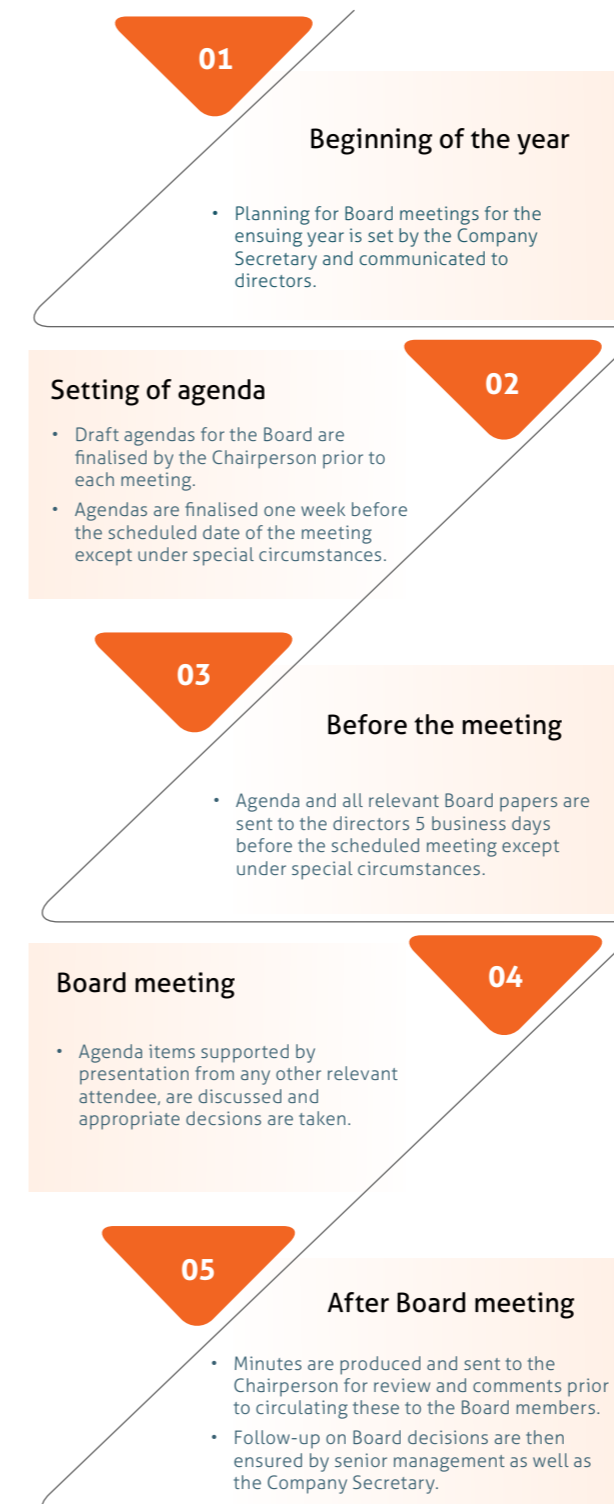 01
Beginning of the year
• Planning for Board meetings for the
ensuing year is set by the Company
Secretary and communicated to
directors.
02
Setting of agenda
• Draft agendas for the Board are
finalised by the Chairperson prior to
each meeting.
• Agendas are finalised one week before
the scheduled date of the meeting
except under special circumstances.
03
Before the meeting
• Agenda and all relevant Board papers are
sent to the directors 5 business days
before the scheduled meeting except
under special circumstances.
04
Board meeting
• Agenda items supported by
presentation from any other relevant
attendee, are discussed and
appropriate decsions are taken.
05
After Board meeting
• Minutes are produced and sent to the
Chairperson for review and comments prior
to circulating these to the Board members.
• Follow-up on Board decisions are then
ensured by senior management as well as
the Company Secretary.